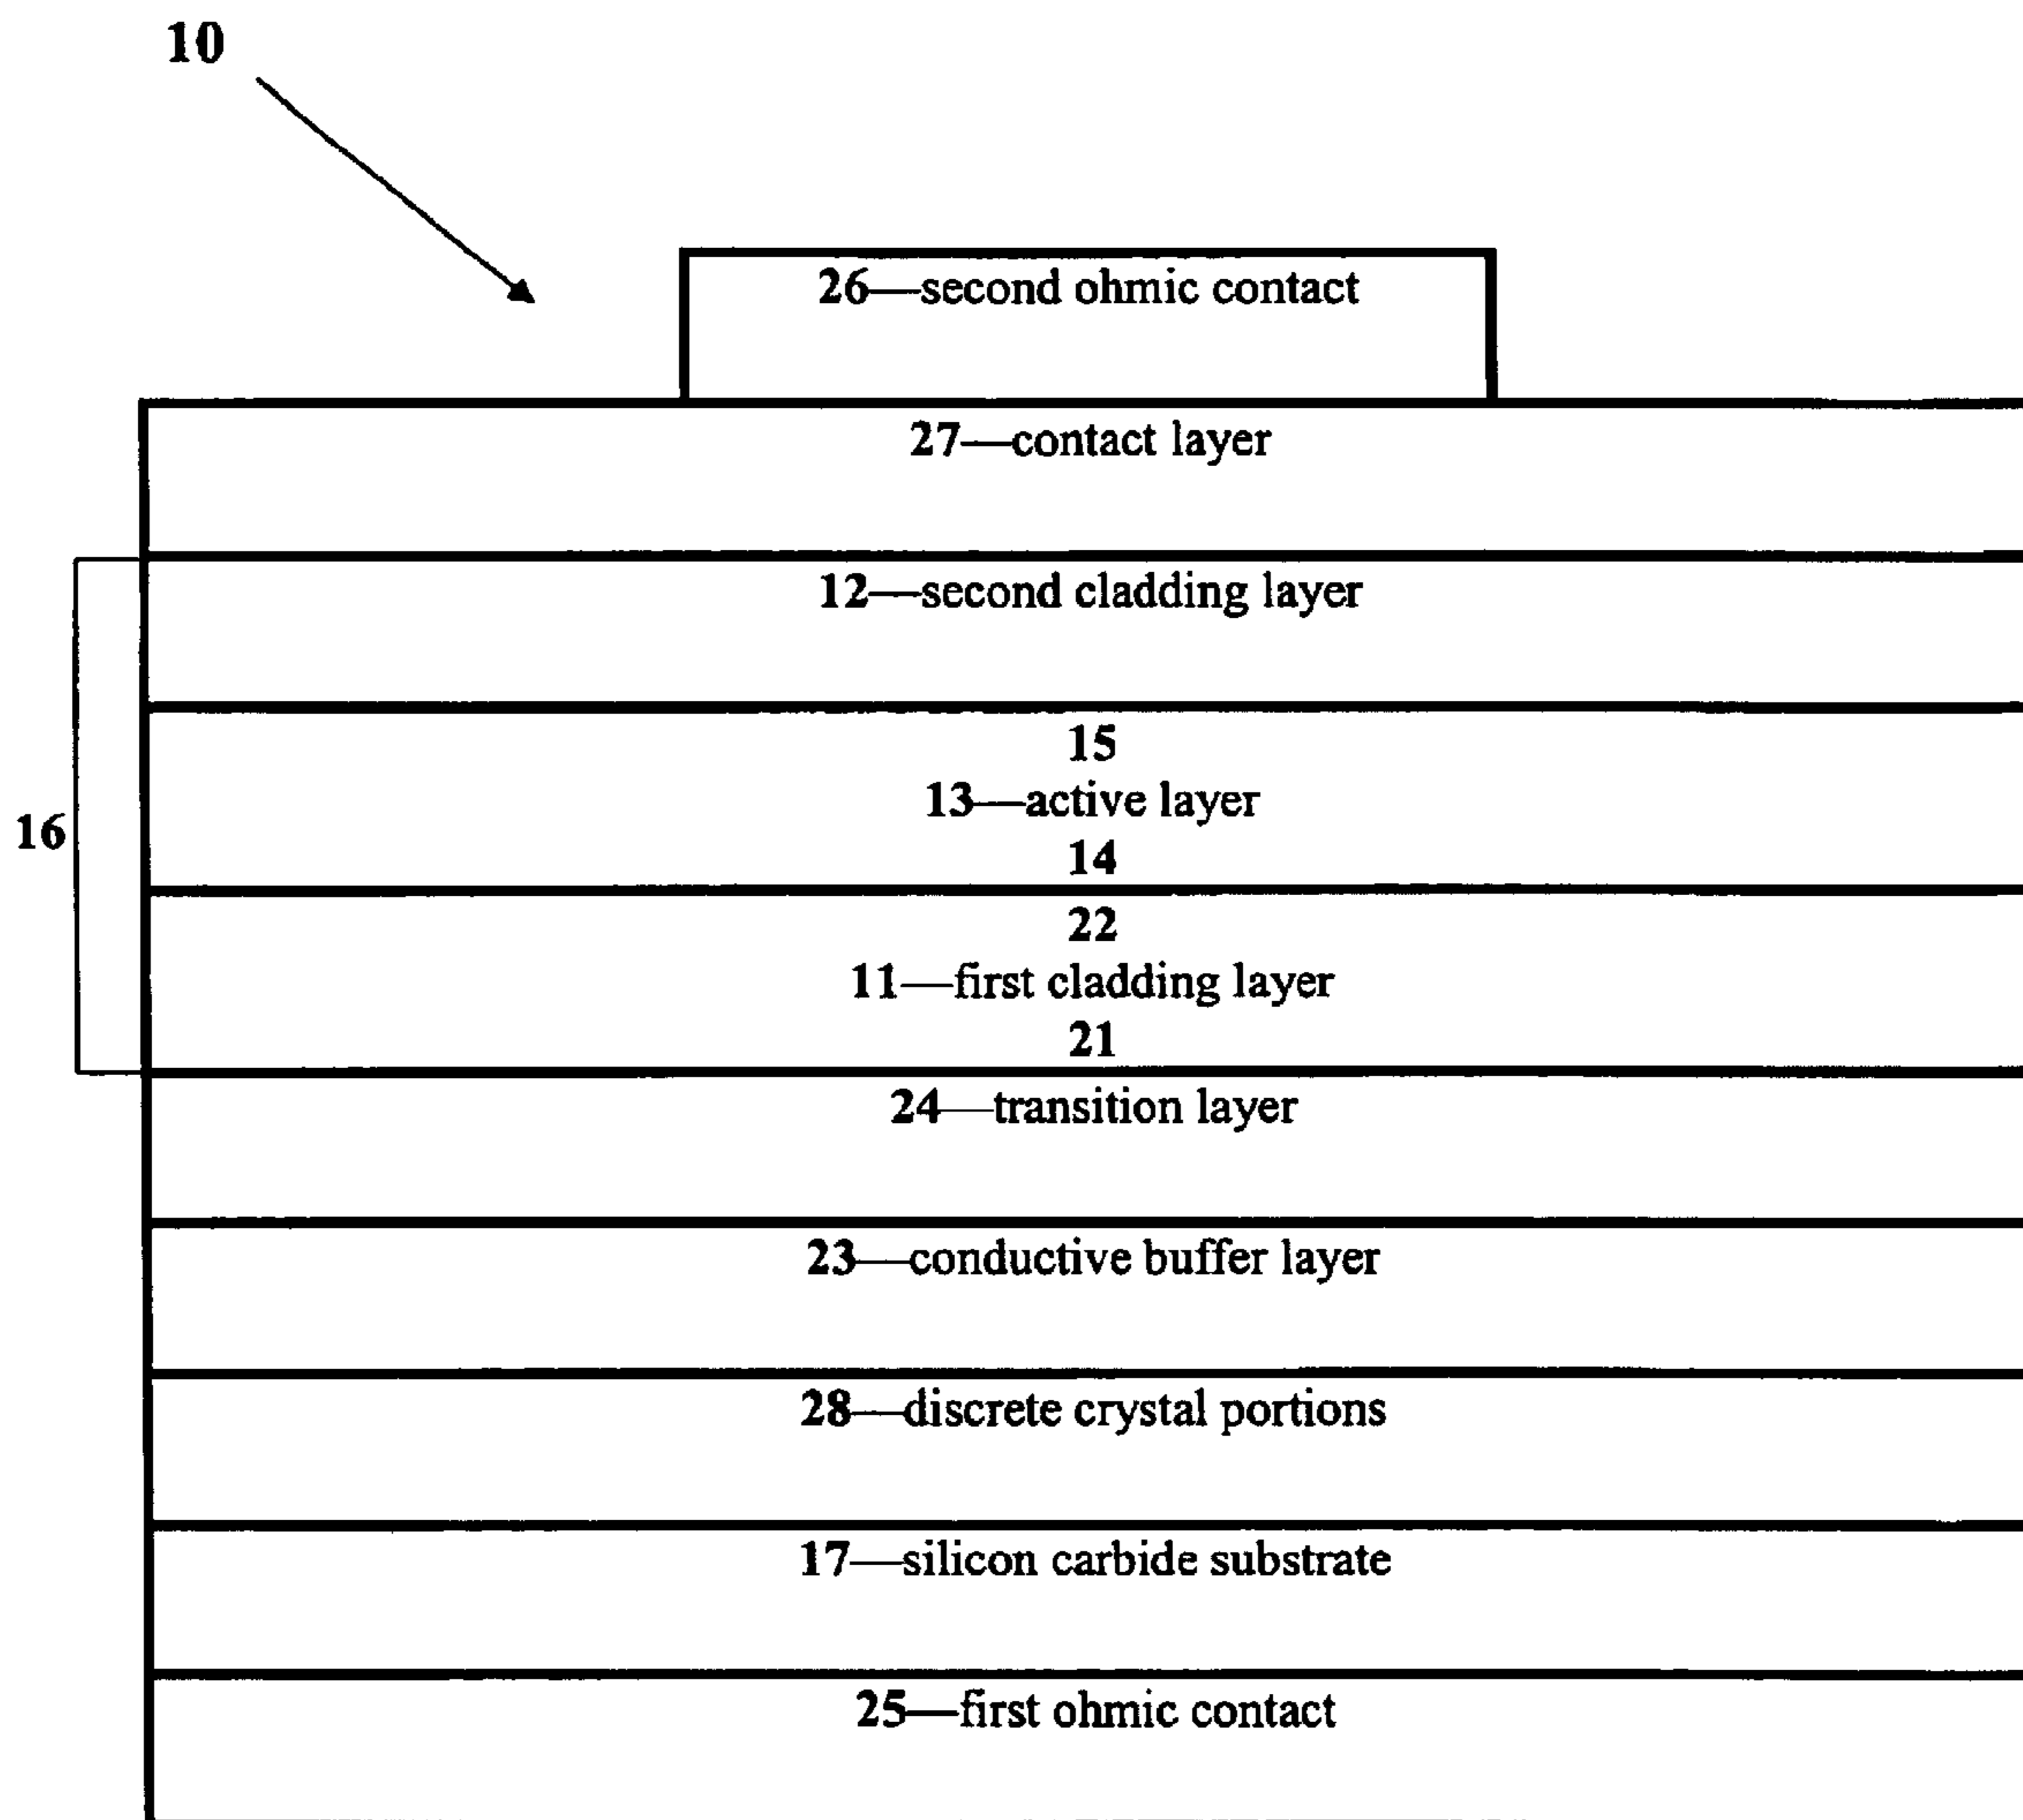 10
26—second ohmic contact
27—contact layer
12—second cladding layer
15
13—active layer
16
14
22
11—first cladding layer
21
24—transition layer
23—conductive buffer layer
28—discrete crystal portions
17—silicon carbide substrate
25—first ohmic contact